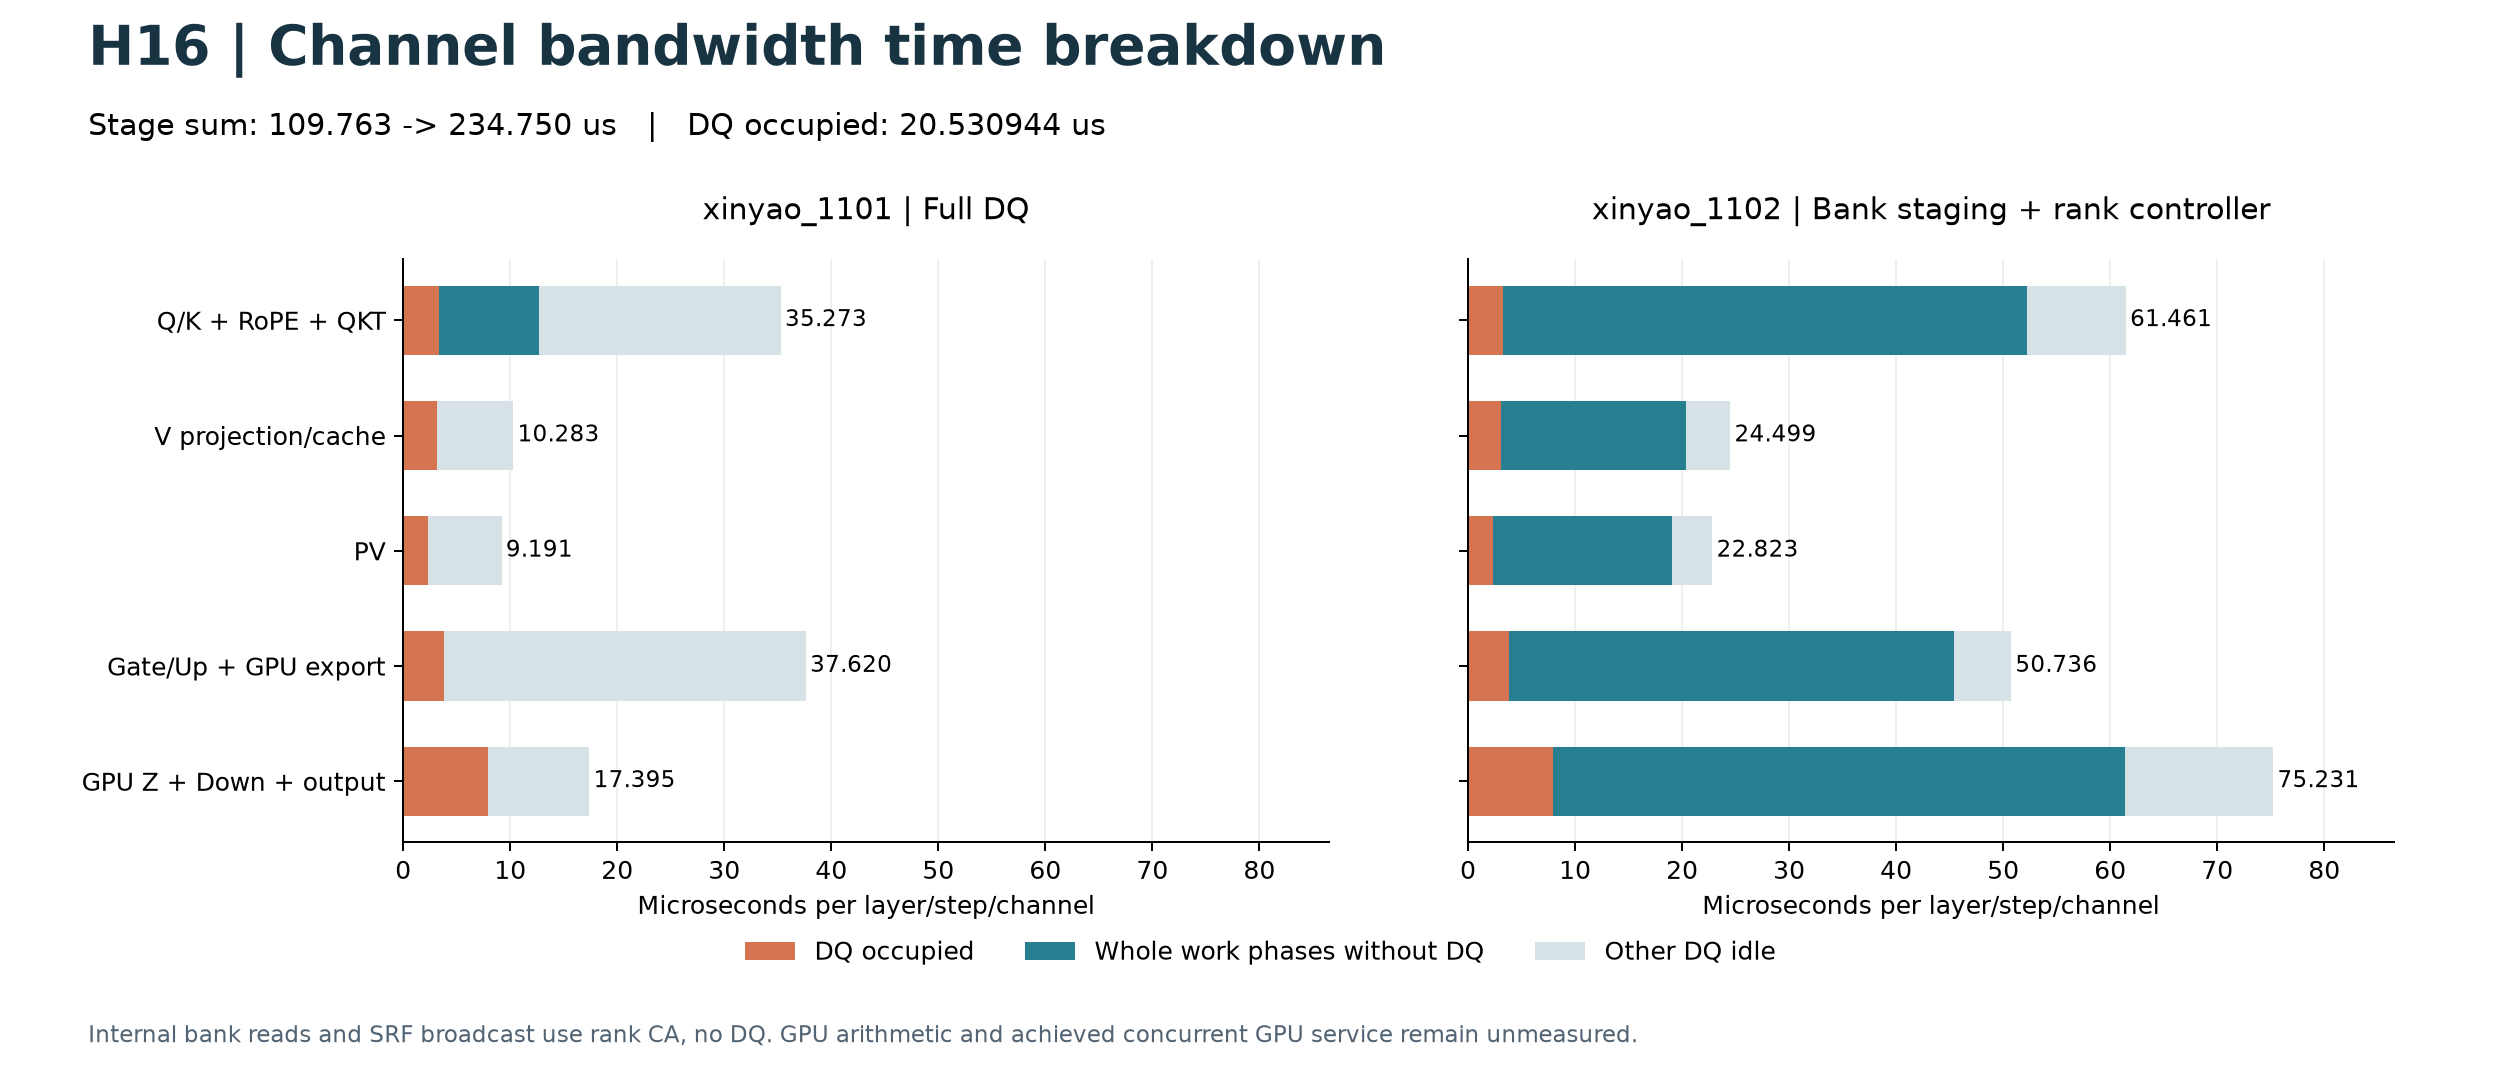 H16 | Channel bandwidth time breakdown
Stage sum: 109.763 -> 234.750 us | DQ occupied: 20.530944 us
xinyao_1101 | Full DQ
Q/K + RoPE + QKT
35.273
V projection/cache
10.283
PV
9.191
Gate/Up + GPU export
37.620
GPU Z + Down + output
17.395
0 10 20 30 40 50 60 70 80
Microseconds per layer/step/channel
xinyao_1102 | Bank staging + rank controller
61.461
24.499
22.823
50.736
75.231
0 10 20 30 40 50 60 70 80
Microseconds per layer/step/channel
DQ occupied
Whole work phases without DQ
Other DQ idle
Internal bank reads and SRF broadcast use rank CA, no DQ. GPU arithmetic and achieved concurrent GPU service remain unmeasured.